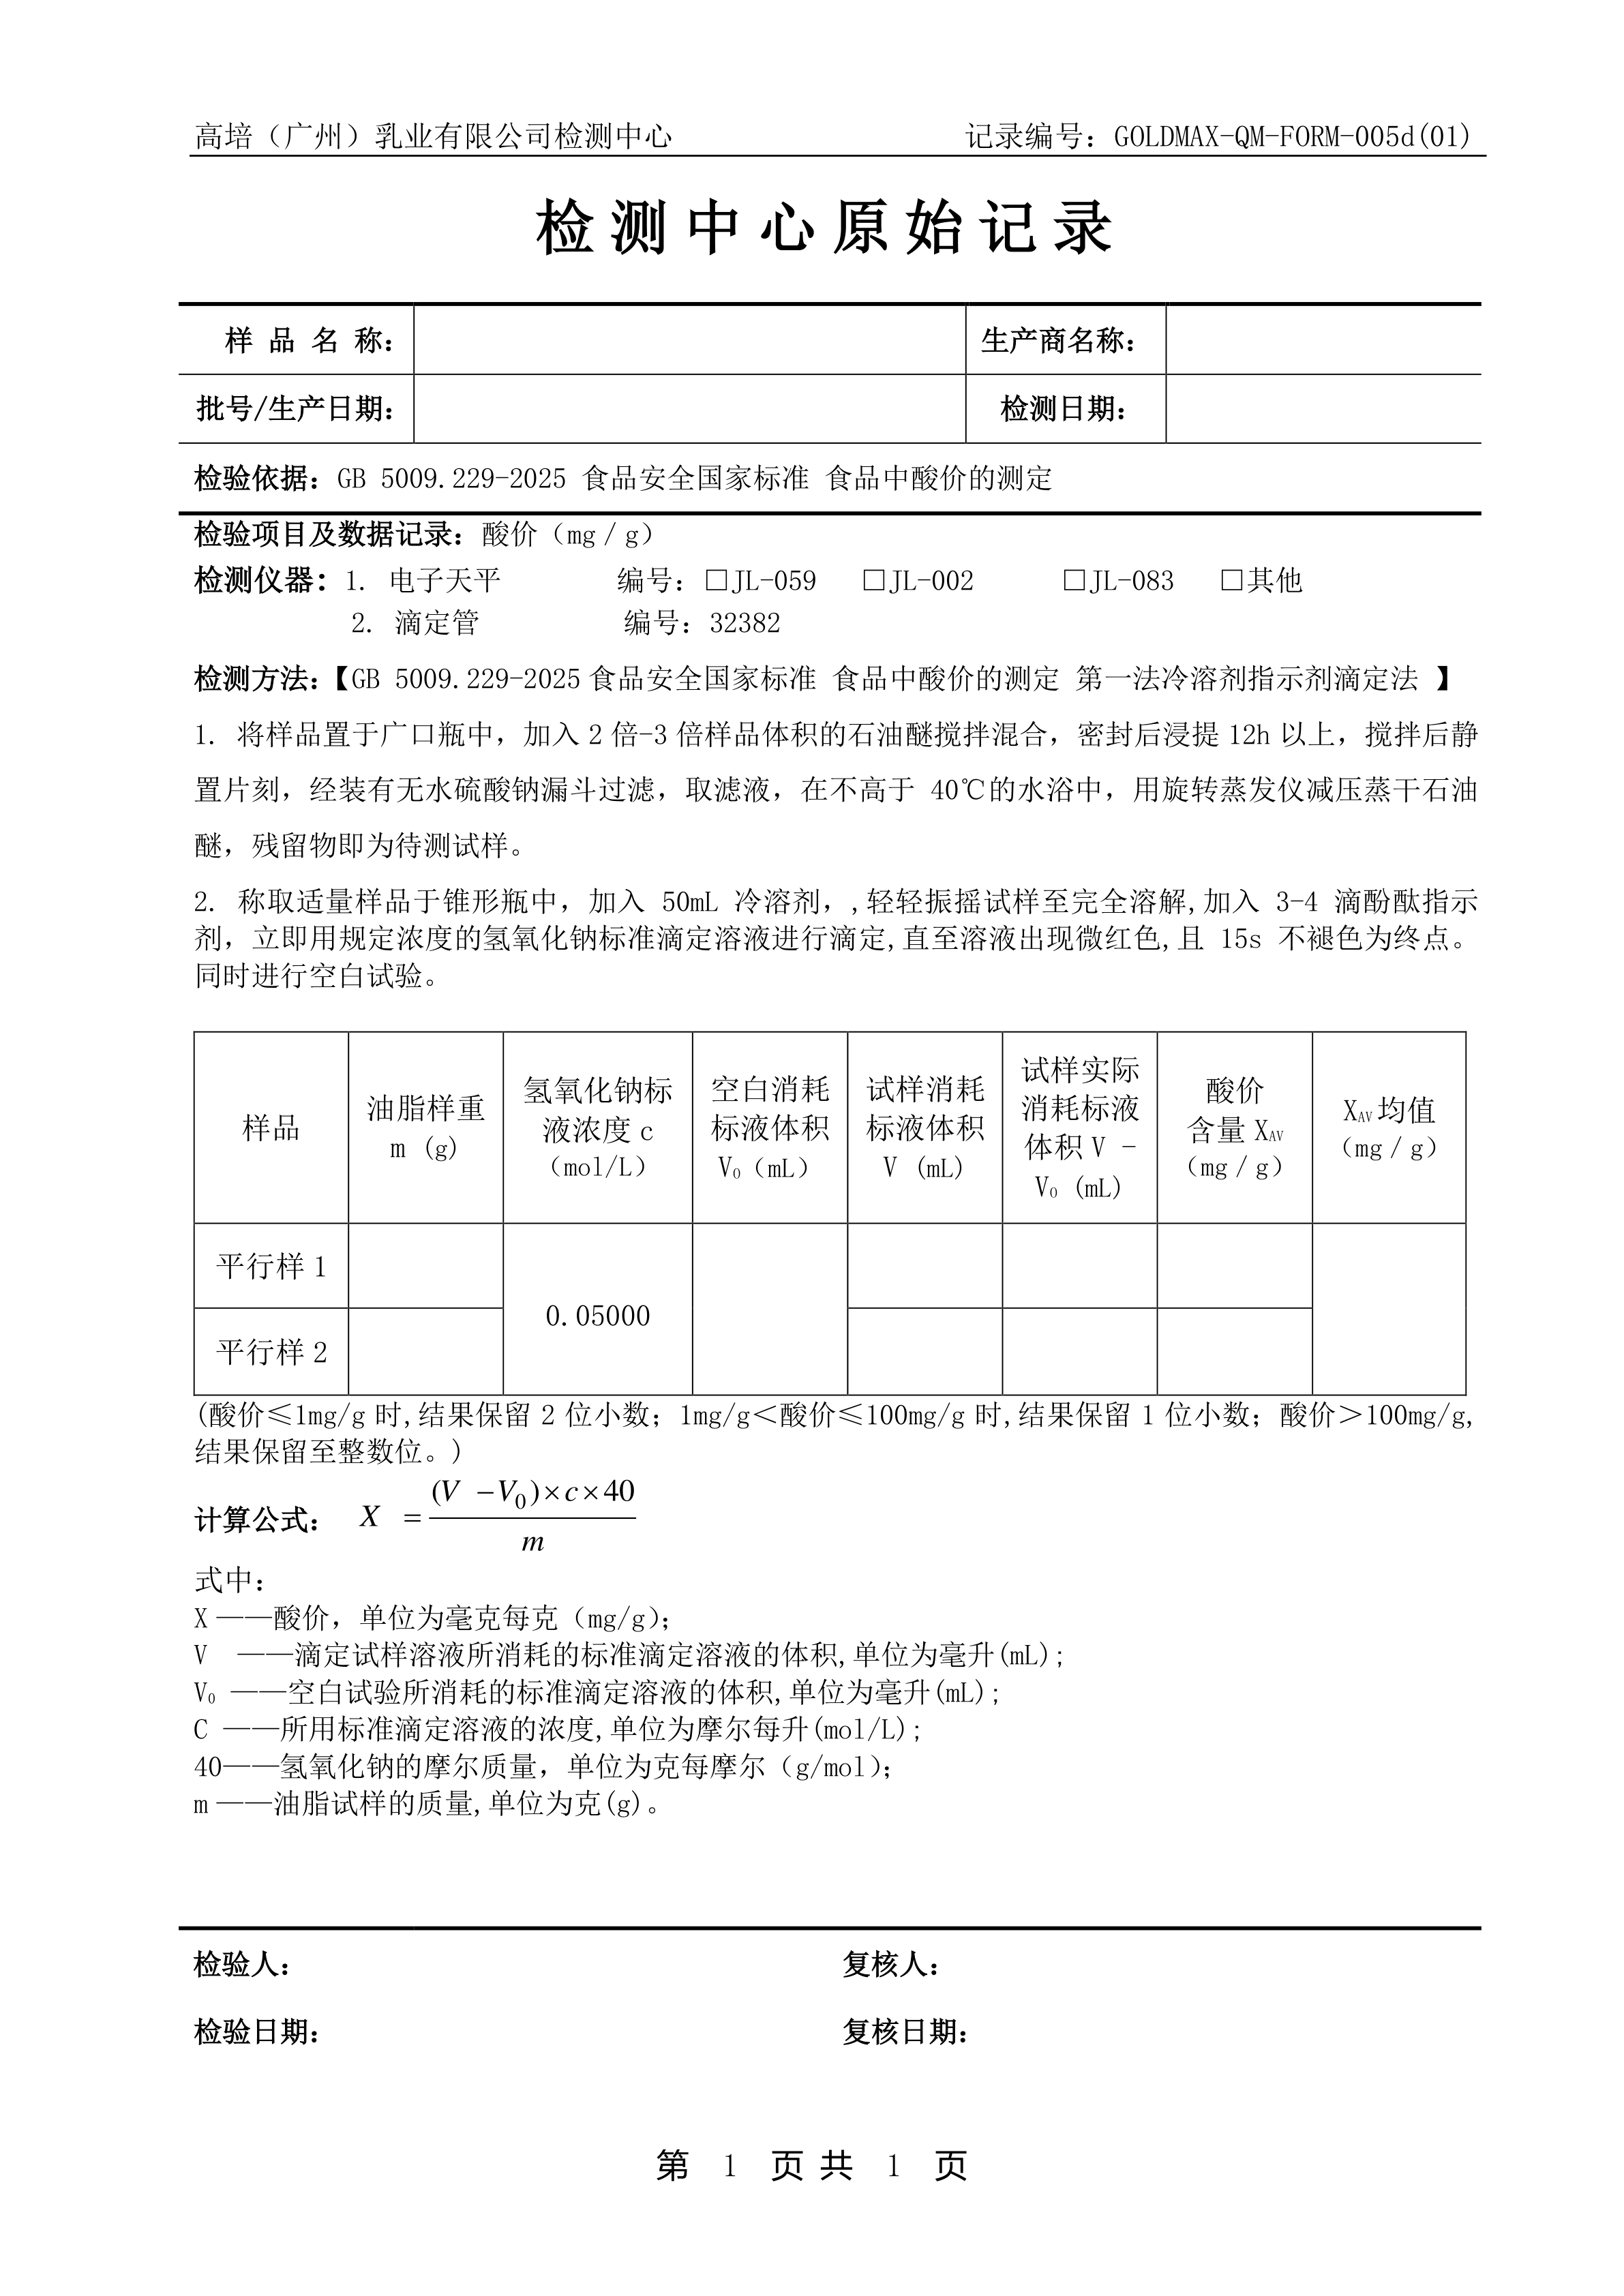 高培（广州）乳业有限公司检测中心 记录编号：GOLDMAX-QM-FORM-005d(01)
检测中心原始记录
样 品 名 称： 生产商名称：
批号/生产日期： 检测日期：
检验依据：GB 5009.229-2025 食品安全国家标准 食品中酸价的测定
检验项目及数据记录：酸价（mg／g）
检测仪器：1. 电子天平 编号：□JL-059 □JL-002 □JL-083 □其他
2. 滴定管 编号：32382
检测方法：【GB 5009.229-2025 食品安全国家标准 食品中酸价的测定 第一法冷溶剂指示剂滴定法 】
1. 将样品置于广口瓶中，加入 2 倍-3 倍样品体积的石油醚搅拌混合，密封后浸提 12h 以上，搅拌后静
置片刻，经装有无水硫酸钠漏斗过滤，取滤液，在不高于 40℃的水浴中，用旋转蒸发仪减压蒸干石油
醚，残留物即为待测试样。
2. 称取适量样品于锥形瓶中，加入 50mL 冷溶剂，,轻轻振摇试样至完全溶解,加入 3-4 滴酚酞指示
剂，立即用规定浓度的氢氧化钠标准滴定溶液进行滴定,直至溶液出现微红色,且 15s 不褪色为终点。
同时进行空白试验。
样品 油脂样重 m (g) 氢氧化钠标液浓度 c（mol/L） 空白消耗标液体积 V₀（mL） 试样消耗标液体积 V (mL) 试样实际消耗标液体积 V -V₀ (mL) 酸价含量 X_AV（mg／g） X_AV 均值（mg／g）
平行样 1
0.05000
平行样 2
(酸价≤1mg/g 时,结果保留 2 位小数；1mg/g＜酸价≤100mg/g 时,结果保留 1 位小数；酸价＞100mg/g,
结果保留至整数位。)
计算公式： X = (V −V₀)×c×40 / m
式中：
X ——酸价，单位为毫克每克（mg/g）；
V ——滴定试样溶液所消耗的标准滴定溶液的体积,单位为毫升(mL)；
V₀ ——空白试验所消耗的标准滴定溶液的体积,单位为毫升(mL)；
C ——所用标准滴定溶液的浓度,单位为摩尔每升(mol/L)；
40——氢氧化钠的摩尔质量，单位为克每摩尔（g/mol）；
m ——油脂试样的质量,单位为克(g)。
检验人： 复核人：
检验日期： 复核日期：
第 1 页 共 1 页